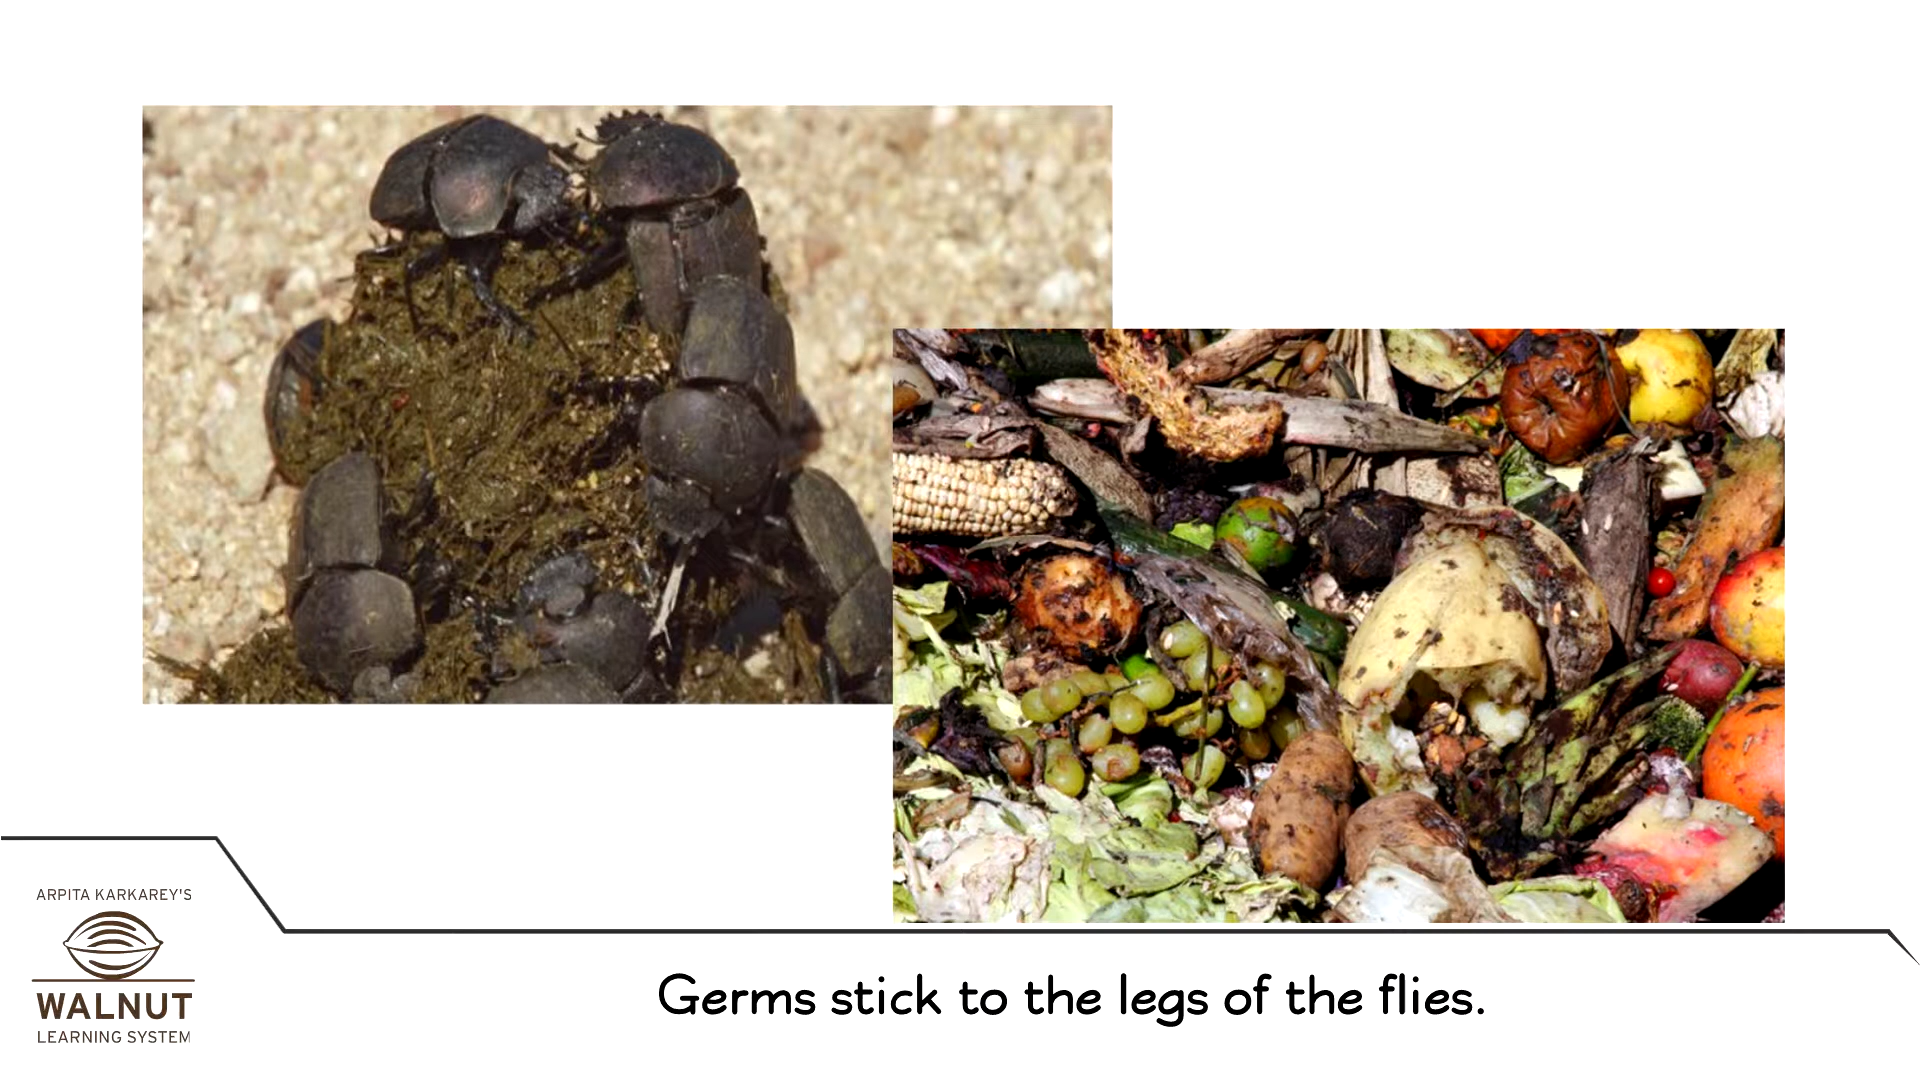 ARPITA KARKAREY'S
WALNUT
LEARNING SYSTEM
Germs stick to the legs of the flies.